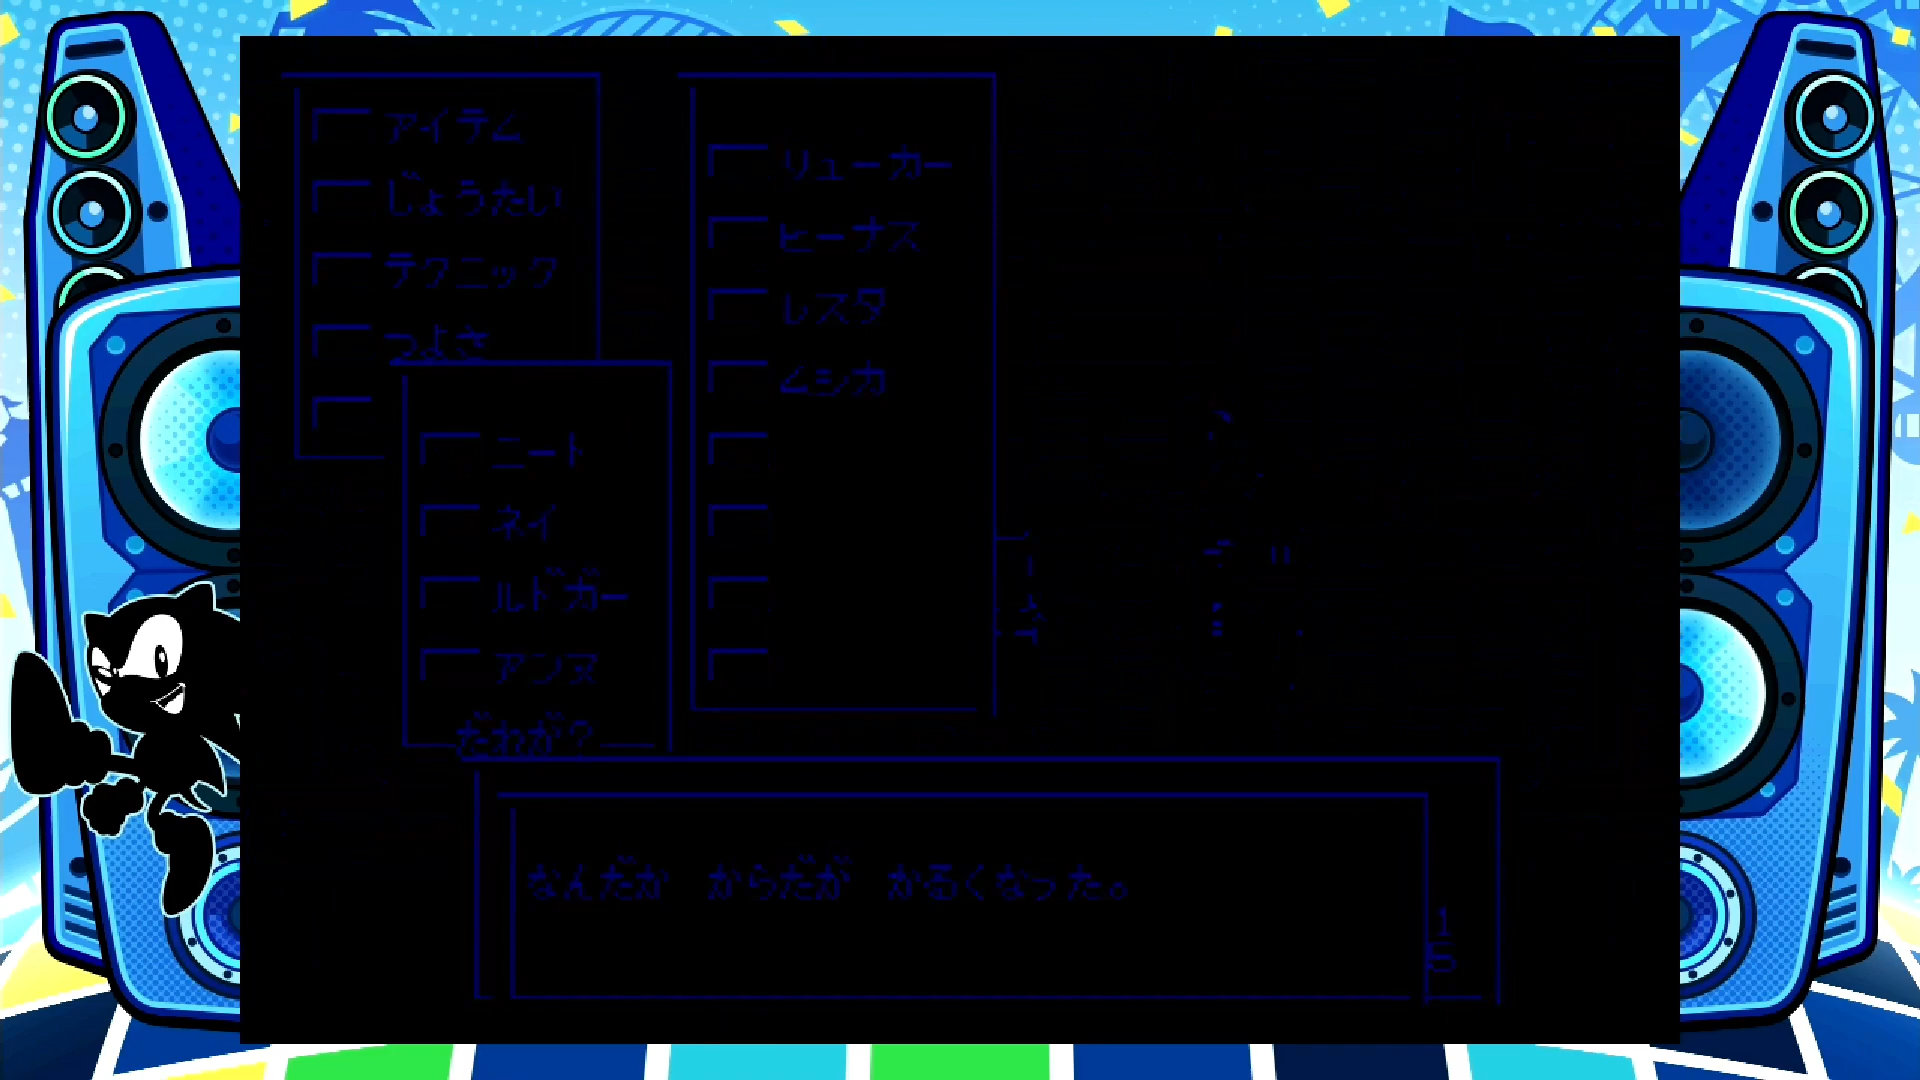 アイテム
じょうたい
テクニック
つよさ
リューカー
ヒーナス
レスタ
ムシカ
ニート
ネイ
ルドガー
アンヌ
だれが?
なんだか からだが かるくなった。
1
5